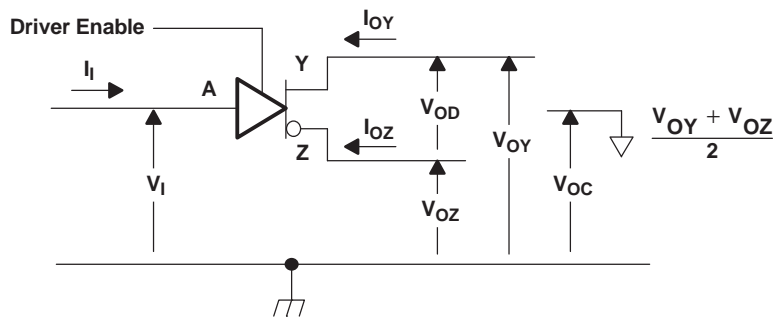 Driver Enable
I_OY
I_I
A
Y
V_OD
V_OY
V_OY + V_OZ
2
I_OZ
Z
V_I
V_OZ
V_OC